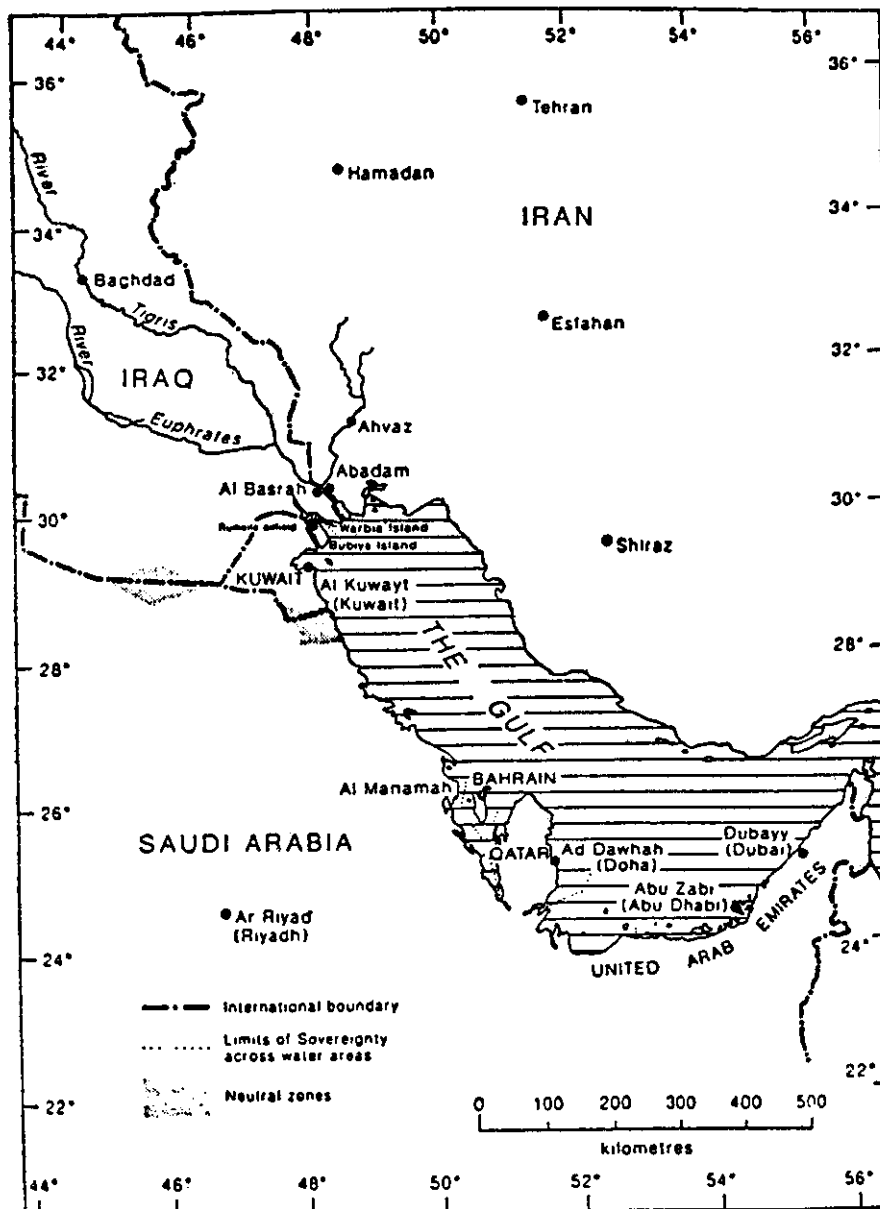 44° 46° 48° 50° 52° 54° 56°
36° 36°
Tehran
Hamadan
IRAN
River
34° 34°
Baghdad
Tigris
Esfahan
River
IRAQ
32° 32°
Euphrates
Ahvaz
Abadam
Al Basrah
30° 30°
Warbia Island
Bubiya Island
Shiraz
KUWAIT
Al Kuwayt
(Kuwait)
THE GULF
28° 28°
BAHRAIN
Al Manamah
26° 26°
SAUDI ARABIA
QATAR
Ad Dawhah
(Doha)
Dubayy
(Dubai)
Abu Zabi
(Abu Dhabi)
Ar Riyad
(Riyadh)
24° 24°
UNITED ARAB EMIRATES
International boundary
Limits of Sovereignty
across water areas
Neutral zones
22° 22°
0 100 200 300 400 500
kilometres
44° 46° 48° 50° 52° 54° 56°